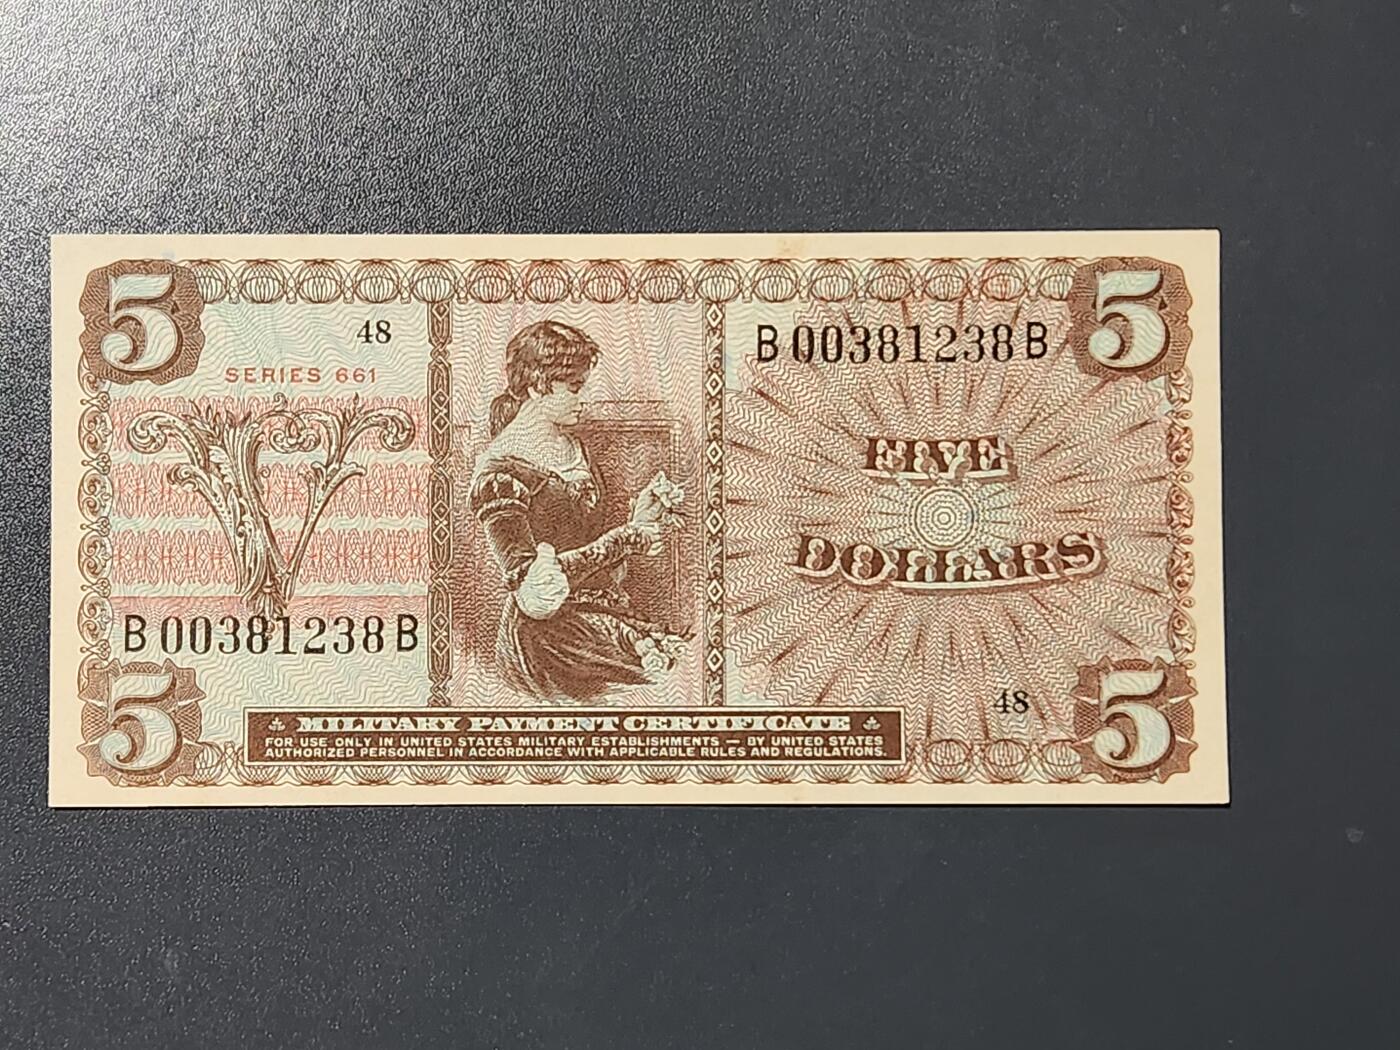 5
5
48
B00381238B
SERIES 661
V
FIVE
DOLLARS
B00381238B
48
5
5
MILITARY PAYMENT CERTIFICATE
FOR USE ONLY IN UNITED STATES MILITARY ESTABLISHMENTS — BY UNITED STATES
AUTHORIZED PERSONNEL IN ACCORDANCE WITH APPLICABLE RULES AND REGULATIONS.